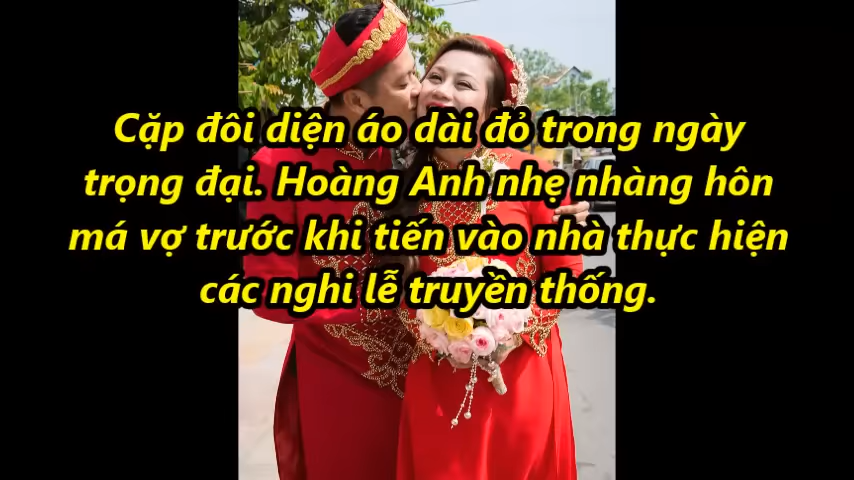 Cặp đôi diện áo dài đỏ trong ngày
trọng đại. Hoàng Anh nhẹ nhàng hôn
má vợ trước khi tiến vào nhà thực hiện
các nghi lễ truyền thống.